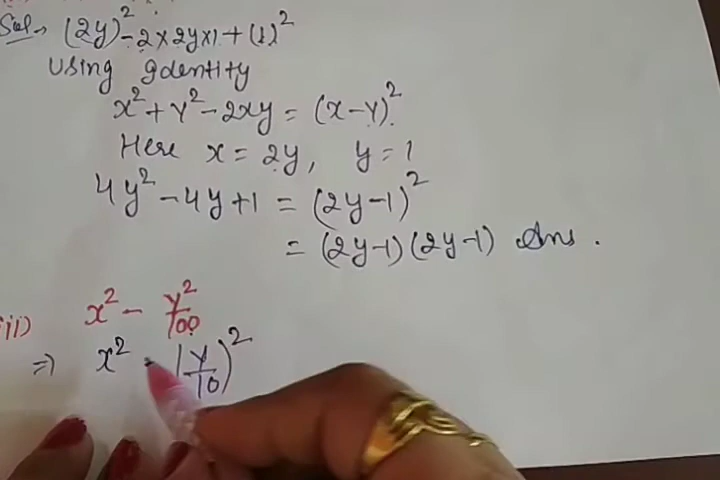 Sol→ (2y)² - 2×2y×1 + (1)²
Using Identity
x² + y² - 2xy = (x-y)².
Here x = 2y, y = 1
4y² - 4y + 1 = (2y-1)²
= (2y-1)(2y-1) Ans.
iii) x² - y²/100
⇒ x² - (y/10)²